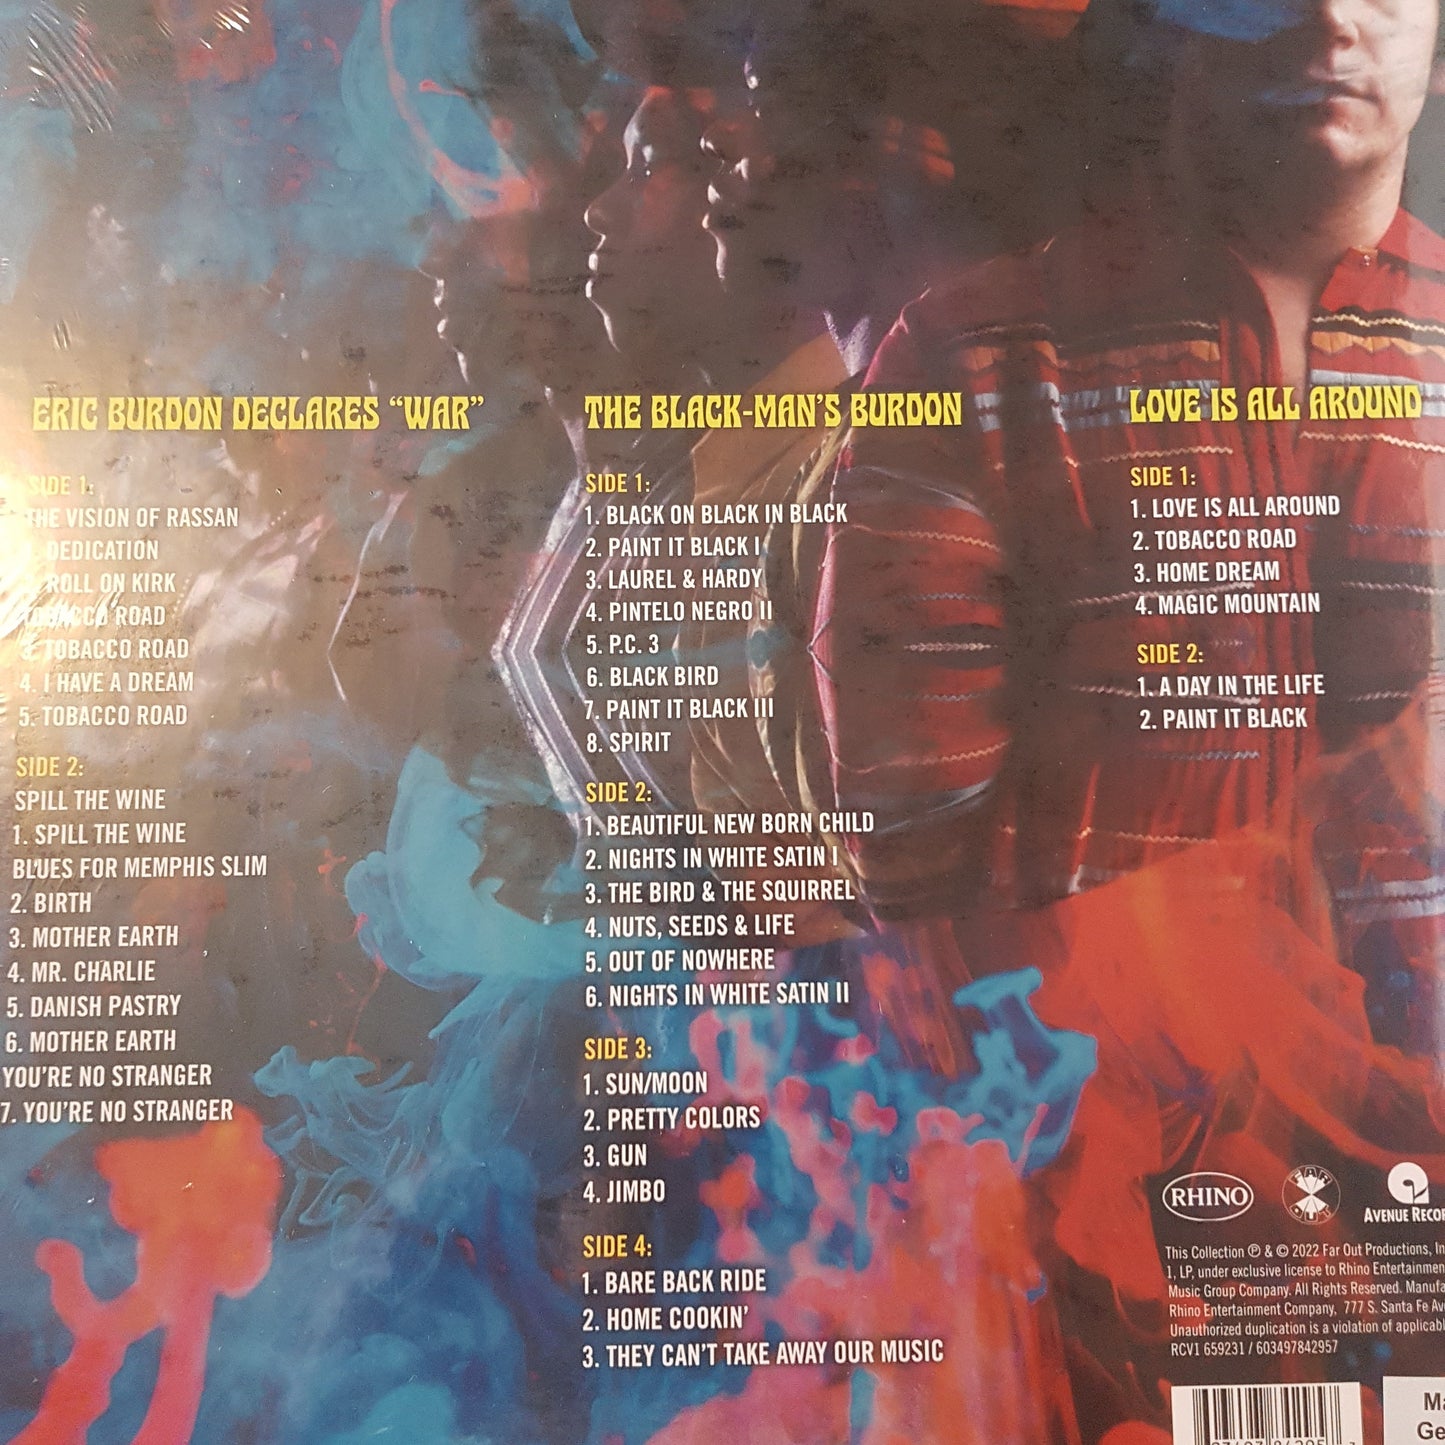 ERIC BURDON DECLARES “WAR”
SIDE 1:
THE VISION OF RASSAN
DEDICATION
ROLL ON KIRK
TOBACCO ROAD
3. TOBACCO ROAD
4. I HAVE A DREAM
5. TOBACCO ROAD
SIDE 2:
SPILL THE WINE
1. SPILL THE WINE
BLUES FOR MEMPHIS SLIM
2. BIRTH
3. MOTHER EARTH
4. MR. CHARLIE
5. DANISH PASTRY
6. MOTHER EARTH
YOU'RE NO STRANGER
7. YOU'RE NO STRANGER
THE BLACK-MAN'S BURDON
SIDE 1:
1. BLACK ON BLACK IN BLACK
2. PAINT IT BLACK I
3. LAUREL & HARDY
4. PINTELO NEGRO II
5. P.C. 3
6. BLACK BIRD
7. PAINT IT BLACK III
8. SPIRIT
SIDE 2:
1. BEAUTIFUL NEW BORN CHILD
2. NIGHTS IN WHITE SATIN I
3. THE BIRD & THE SQUIRREL
4. NUTS, SEEDS & LIFE
5. OUT OF NOWHERE
6. NIGHTS IN WHITE SATIN II
SIDE 3:
1. SUN/MOON
2. PRETTY COLORS
3. GUN
4. JIMBO
SIDE 4:
1. BARE BACK RIDE
2. HOME COOKIN'
3. THEY CAN'T TAKE AWAY OUR MUSIC
LOVE IS ALL AROUND
SIDE 1:
1. LOVE IS ALL AROUND
2. TOBACCO ROAD
3. HOME DREAM
4. MAGIC MOUNTAIN
SIDE 2:
1. A DAY IN THE LIFE
2. PAINT IT BLACK
RHINO
FAR OUT
AVENUE RECOR
This Collection ℗ & © 2022 Far Out Productions, In
1, LP, under exclusive license to Rhino Entertainmen
Music Group Company. All Rights Reserved. Manufa
Rhino Entertainment Company, 777 S. Santa Fe Av
Unauthorized duplication is a violation of applicabl
RCV1 659231 / 603497842957
Ma
Ge